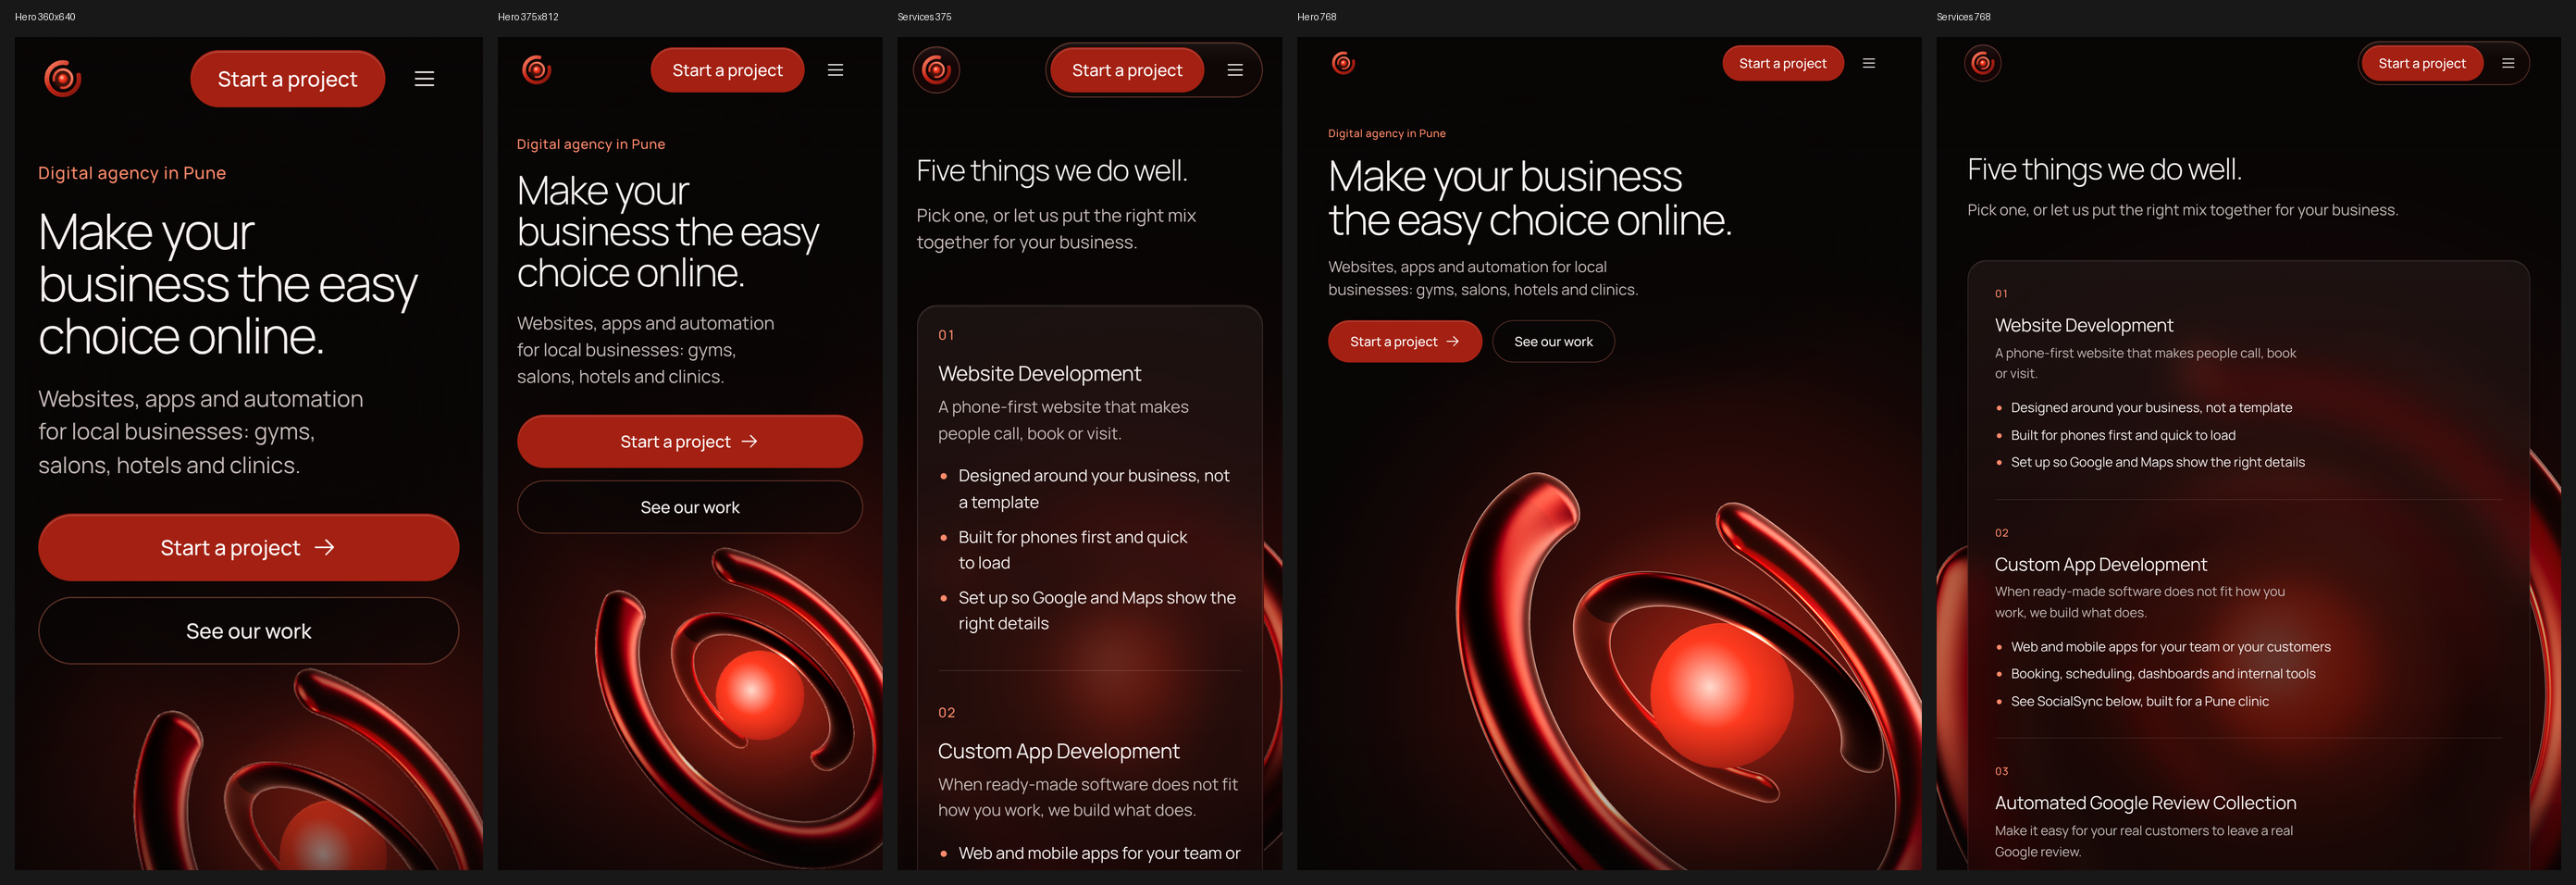 Hero 360x640
Start a project
Digital agency in Pune
Make your
business the easy
choice online.
Websites, apps and automation
for local businesses: gyms,
salons, hotels and clinics.
Start a project
See our work
Hero 375x812
Start a project
Digital agency in Pune
Make your
business the easy
choice online.
Websites, apps and automation
for local businesses: gyms,
salons, hotels and clinics.
Start a project
See our work
Services 375
Start a project
Five things we do well.
Pick one, or let us put the right mix
together for your business.
01
Website Development
A phone-first website that makes
people call, book or visit.
Designed around your business, not
a template
Built for phones first and quick
to load
Set up so Google and Maps show the
right details
02
Custom App Development
When ready-made software does not fit
how you work, we build what does.
Web and mobile apps for your team or
Hero 768
Start a project
Digital agency in Pune
Make your business
the easy choice online.
Websites, apps and automation for local
businesses: gyms, salons, hotels and clinics.
Start a project
See our work
Services 768
Start a project
Five things we do well.
Pick one, or let us put the right mix together for your business.
01
Website Development
A phone-first website that makes people call, book
or visit.
Designed around your business, not a template
Built for phones first and quick to load
Set up so Google and Maps show the right details
02
Custom App Development
When ready-made software does not fit how you
work, we build what does.
Web and mobile apps for your team or your customers
Booking, scheduling, dashboards and internal tools
See SocialSync below, built for a Pune clinic
03
Automated Google Review Collection
Make it easy for your real customers to leave a real
Google review.